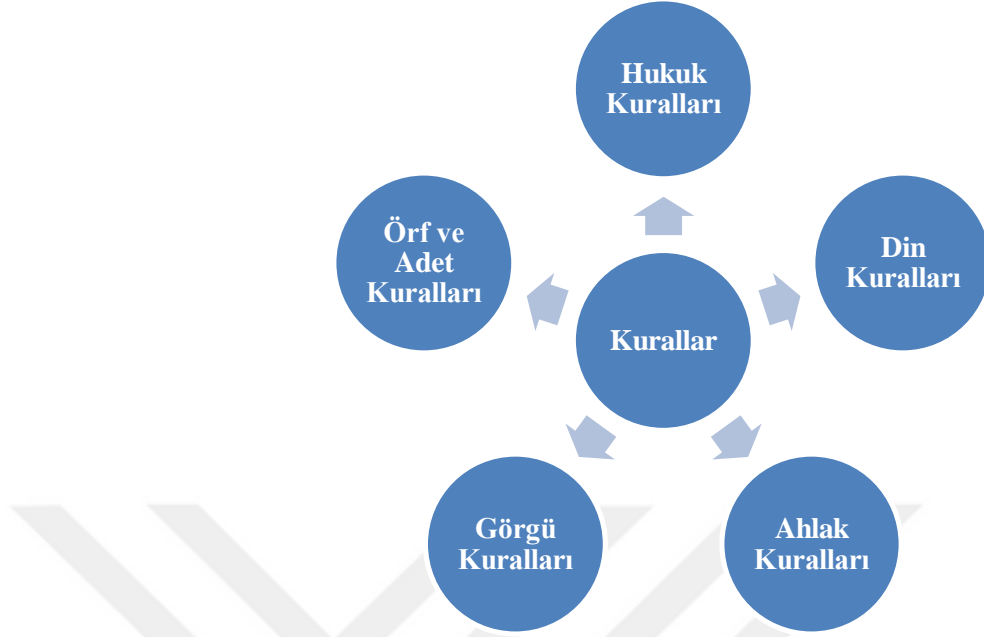 Hukuk
Kuralları
Örf ve
Adet
Kuralları
Din
Kuralları
Kurallar
Görgü
Kuralları
Ahlak
Kuralları